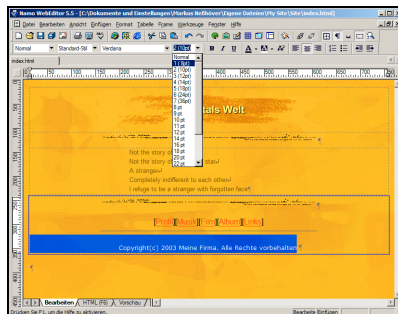 Namo WebEditor 5.5 - [C:\Dokumente und Einstellungen\Markus Neßhöver\Eigene Dateien\My Site\Site\index.html]
Datei Bearbeiten Ansicht Einfügen Format Tabelle Frame Werkzeuge Fenster Hilfe
Normal Standard-Stil Verdana 2 (10pt)
index.html
Normal
1 (8pt)
2 (10pt)
3 (12pt)
4 (14pt)
5 (18pt)
6 (24pt)
7 (36pt)
8 pt
9 pt
10 pt
11 pt
12 pt
14 pt
16 pt
18 pt
20 pt
22 pt
tals Welt
Not the story
Not the story
A stranger
Completely indifferent to each other
I refuse to be a stranger with forgotten face
[Profil][Musik][Film][Album][Links]
Copyright(c) 2003 Meine Firma. Alle Rechte vorbehalten
Bearbeiten HTML (F6) Vorschau
Drücken Sie F1, um die Hilfe zu aktivieren. Bearbeite Einfügen